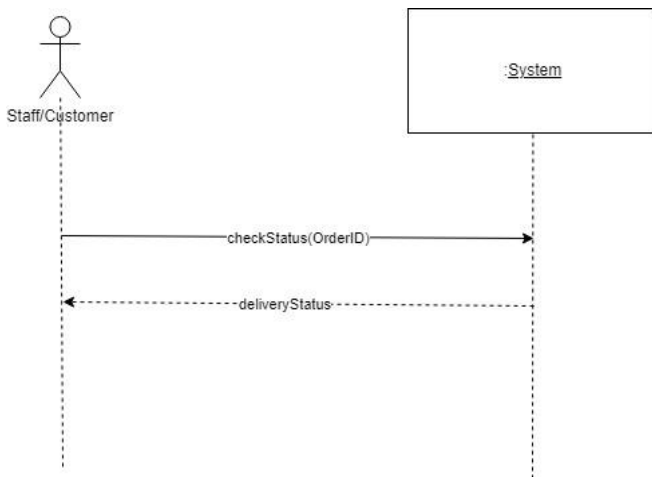 :System
Staff/Customer
checkStatus(OrderID)
deliveryStatus